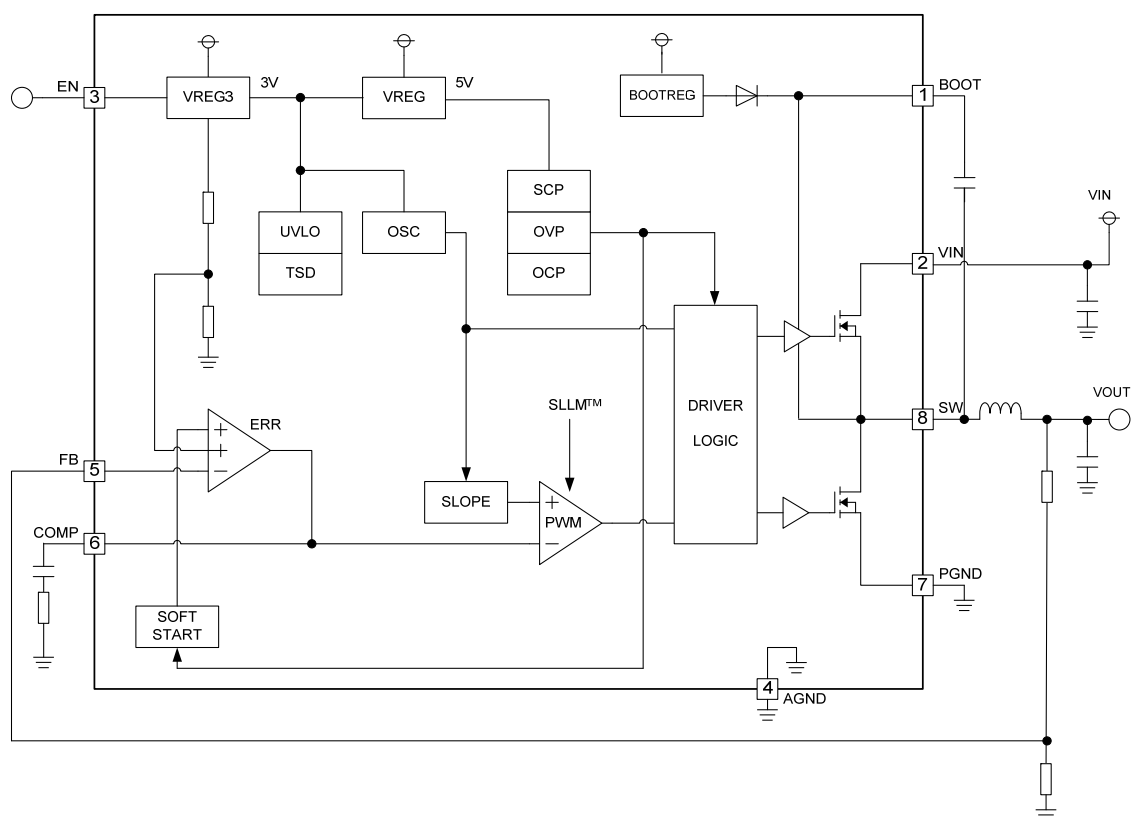 EN
3
VREG3
3V
VREG
5V
BOOTREG
1
BOOT
SCP
OVP
OCP
UVLO
TSD
OSC
VIN
VIN
2
DRIVER
LOGIC
SLLM™
ERR
+
+
−
FB
5
SLOPE
+
PWM
−
COMP
6
SW
8
VOUT
PGND
7
SOFT
START
4
AGND